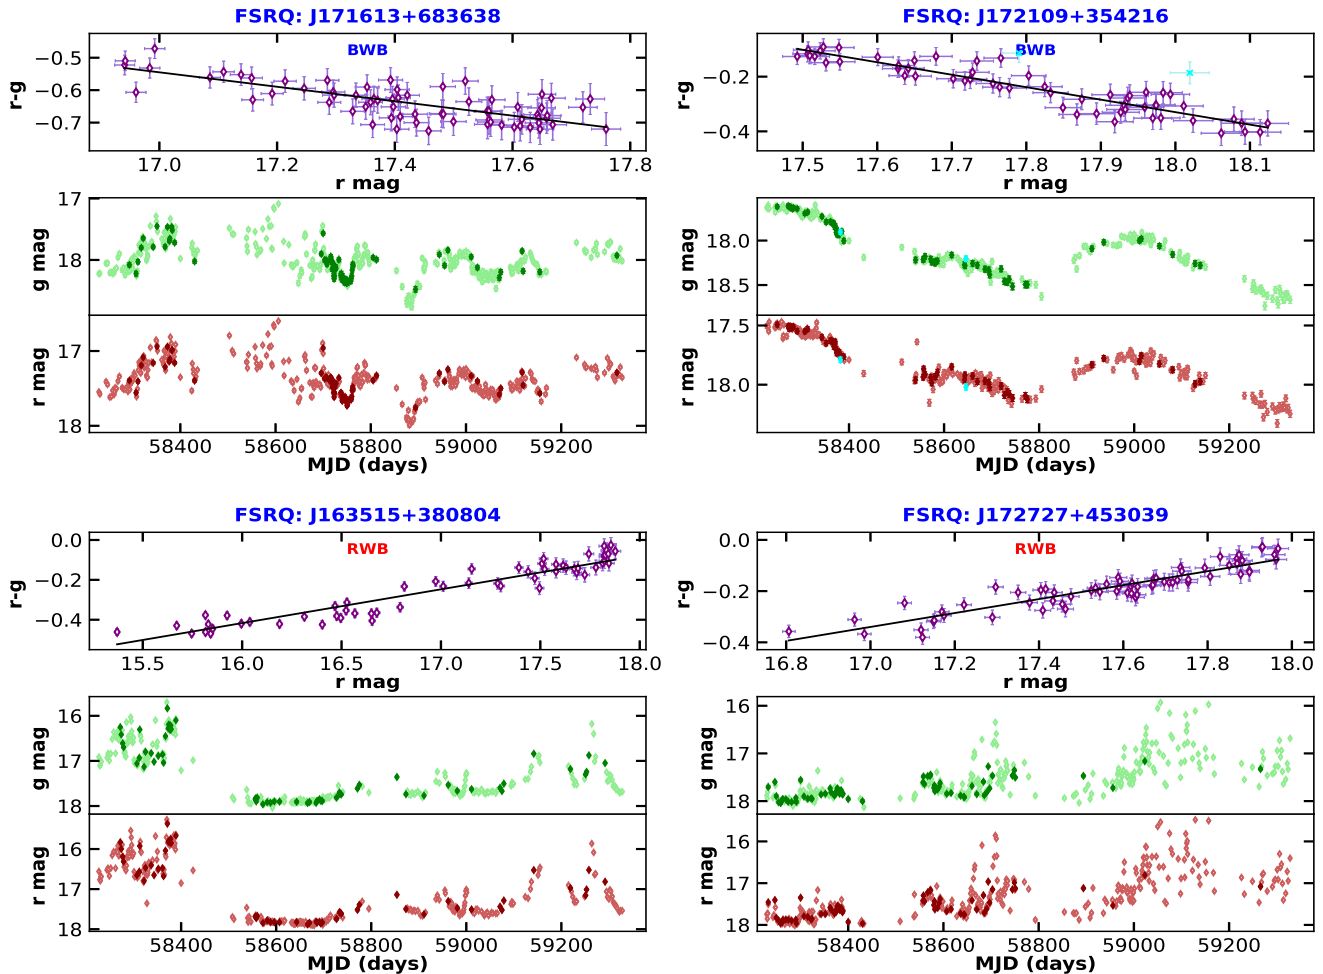 FSRQ: J171613+683638
BWB
r-g
−0.5
−0.6
−0.7
17.0
17.2
17.4
17.6
17.8
r mag
g mag
17
18
r mag
17
18
58400
58600
58800
59000
59200
MJD (days)
FSRQ: J172109+354216
BWB
r-g
−0.2
−0.4
17.5
17.6
17.7
17.8
17.9
18.0
18.1
r mag
g mag
18.0
18.5
r mag
17.5
18.0
58400
58600
58800
59000
59200
MJD (days)
FSRQ: J163515+380804
RWB
r-g
0.0
−0.2
−0.4
15.5
16.0
16.5
17.0
17.5
18.0
r mag
g mag
16
17
18
r mag
16
17
18
58400
58600
58800
59000
59200
MJD (days)
FSRQ: J172727+453039
RWB
r-g
0.0
−0.2
−0.4
16.8
17.0
17.2
17.4
17.6
17.8
18.0
r mag
g mag
16
17
18
r mag
16
17
18
58400
58600
58800
59000
59200
MJD (days)